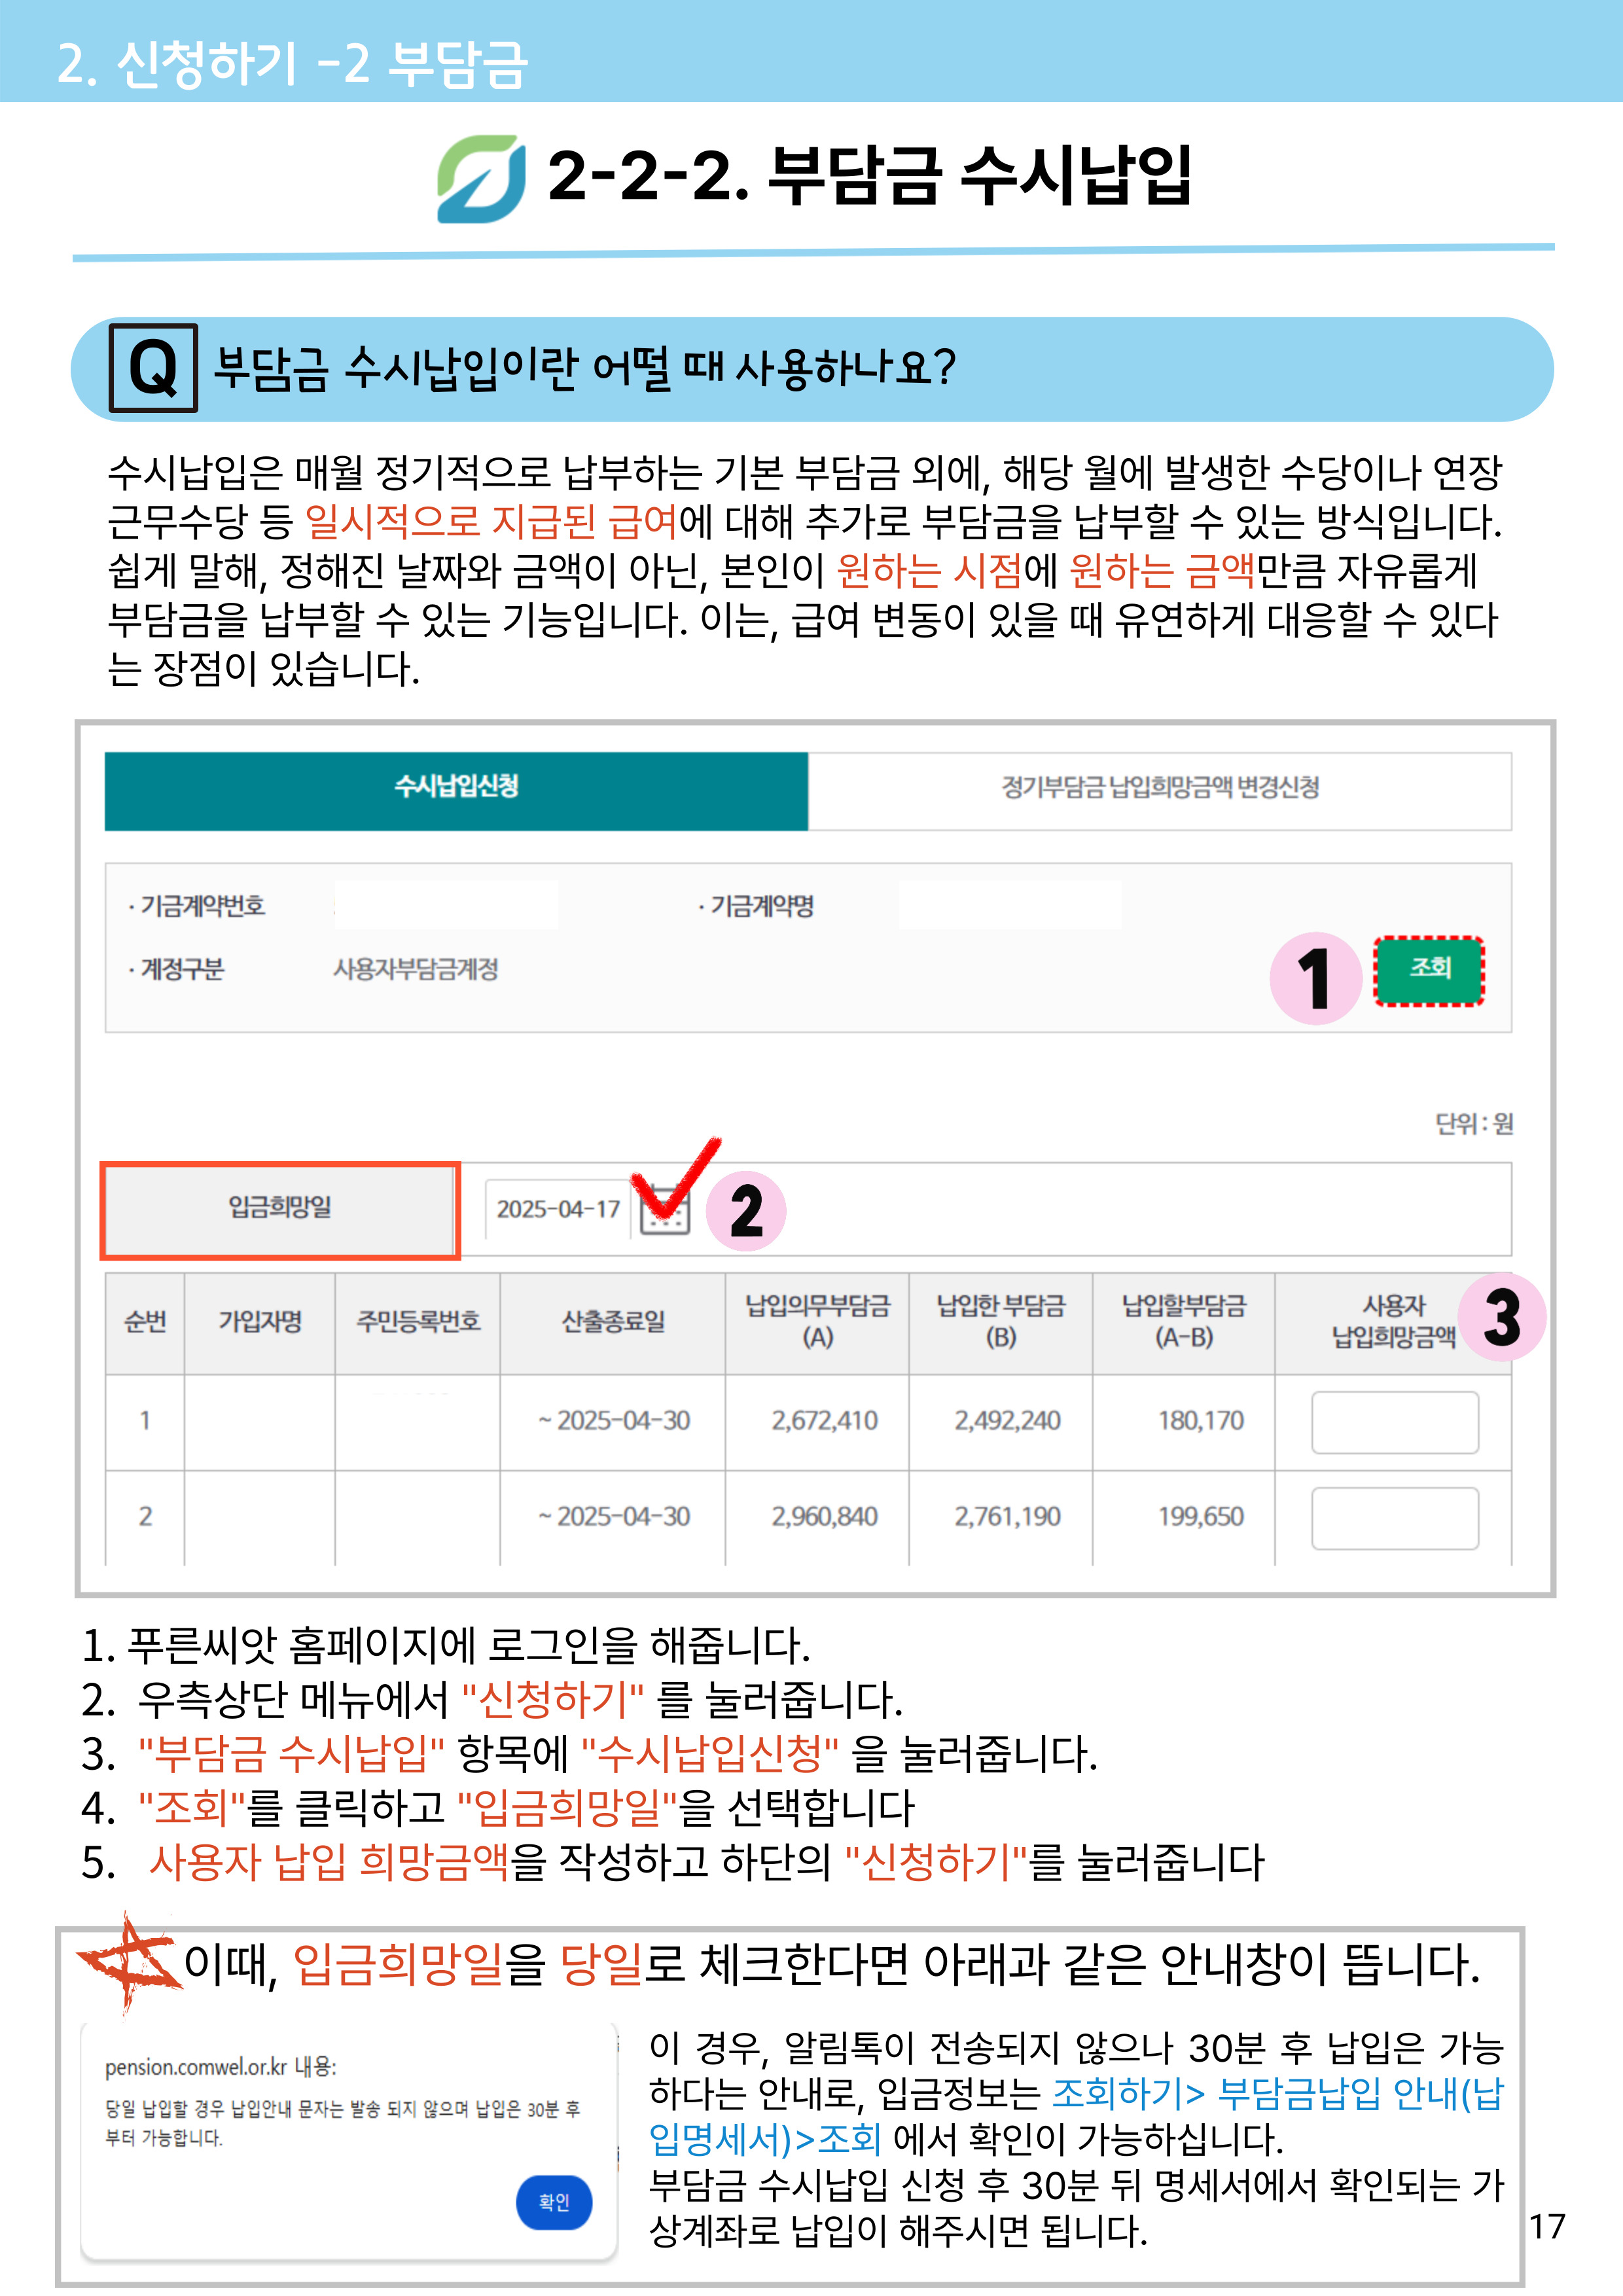 2. 신청하기 -2 부담금
2-2-2. 부담금 수시납입
Q 부담금 수시납입이란 어떨 때 사용하나요?
수시납입은 매월 정기적으로 납부하는 기본 부담금 외에, 해당 월에 발생한 수당이나 연장
근무수당 등 일시적으로 지급된 급여에 대해 추가로 부담금을 납부할 수 있는 방식입니다.
쉽게 말해, 정해진 날짜와 금액이 아닌, 본인이 원하는 시점에 원하는 금액만큼 자유롭게
부담금을 납부할 수 있는 기능입니다. 이는, 급여 변동이 있을 때 유연하게 대응할 수 있다
는 장점이 있습니다.
수시납입신청 정기부담금 납입희망금액 변경신청
· 기금계약번호 · 기금계약명
· 계정구분 사용자부담금계정 1 조회
단위 : 원
입금희망일 2025-04-17 2
순번 가입자명 주민등록번호 산출종료일 납입의무부담금 (A) 납입한 부담금 (B) 납입할부담금 (A-B) 사용자 납입희망금액 3
1 ~ 2025-04-30 2,672,410 2,492,240 180,170
2 ~ 2025-04-30 2,960,840 2,761,190 199,650
1. 푸른씨앗 홈페이지에 로그인을 해줍니다.
2. 우측상단 메뉴에서 "신청하기" 를 눌러줍니다.
3. "부담금 수시납입" 항목에 "수시납입신청" 을 눌러줍니다.
4. "조회"를 클릭하고 "입금희망일"을 선택합니다
5. 사용자 납입 희망금액을 작성하고 하단의 "신청하기"를 눌러줍니다
이때, 입금희망일을 당일로 체크한다면 아래과 같은 안내창이 뜹니다.
pension.comwel.or.kr 내용:
당일 납입할 경우 납입안내 문자는 발송 되지 않으며 납입은 30분 후
부터 가능합니다.
확인
이 경우, 알림톡이 전송되지 않으나 30분 후 납입은 가능
하다는 안내로, 입금정보는 조회하기> 부담금납입 안내(납
입명세서)>조회 에서 확인이 가능하십니다.
부담금 수시납입 신청 후 30분 뒤 명세서에서 확인되는 가
상계좌로 납입이 해주시면 됩니다.
17